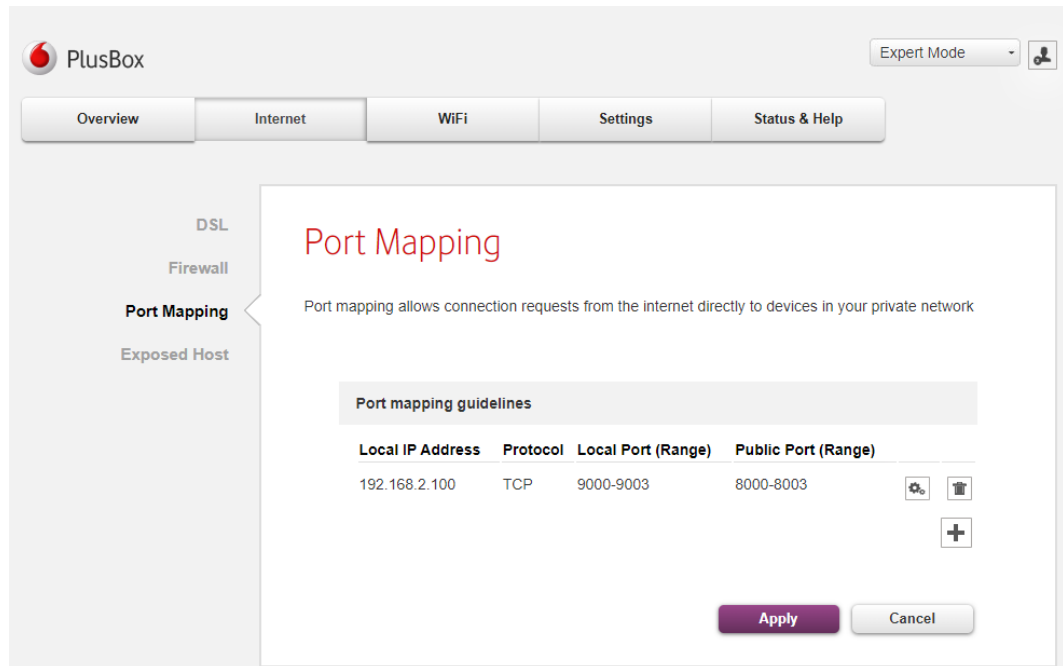 PlusBox
Expert Mode
Overview Internet WiFi Settings Status & Help
DSL
Firewall
Port Mapping
Exposed Host
Port Mapping
Port mapping allows connection requests from the internet directly to devices in your private network
Port mapping guidelines
Local IP Address Protocol Local Port (Range) Public Port (Range)
192.168.2.100 TCP 9000-9003 8000-8003
Apply Cancel